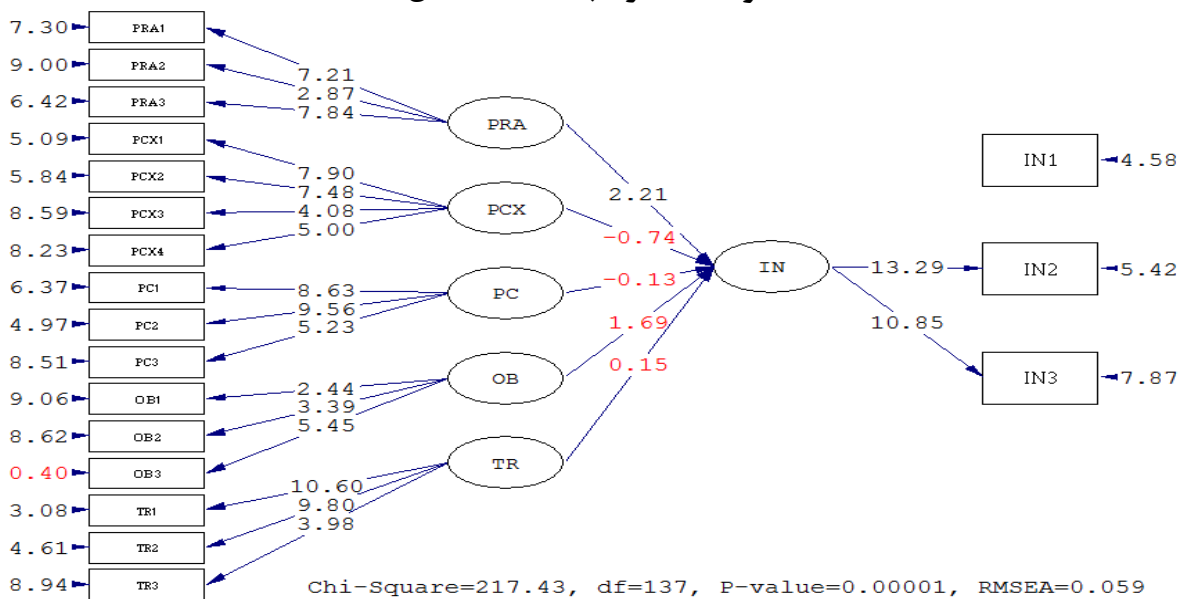 7.30 PRA1
9.00 PRA2
6.42 PRA3
5.09 PCX1
5.84 PCX2
8.59 PCX3
8.23 PCX4
6.37 PC1
4.97 PC2
8.51 PC3
9.06 OB1
8.62 OB2
0.40 OB3
3.08 TR1
4.61 TR2
8.94 TR3
7.21
2.87
7.84
7.90
7.48
4.08
5.00
8.63
9.56
5.23
2.44
3.39
5.45
10.60
9.80
3.98
PRA
PCX
PC
OB
TR
2.21
-0.74
-0.13
1.69
0.15
IN
13.29
10.85
IN1 4.58
IN2 5.42
IN3 7.87
Chi-Square=217.43, df=137, P-value=0.00001, RMSEA=0.059